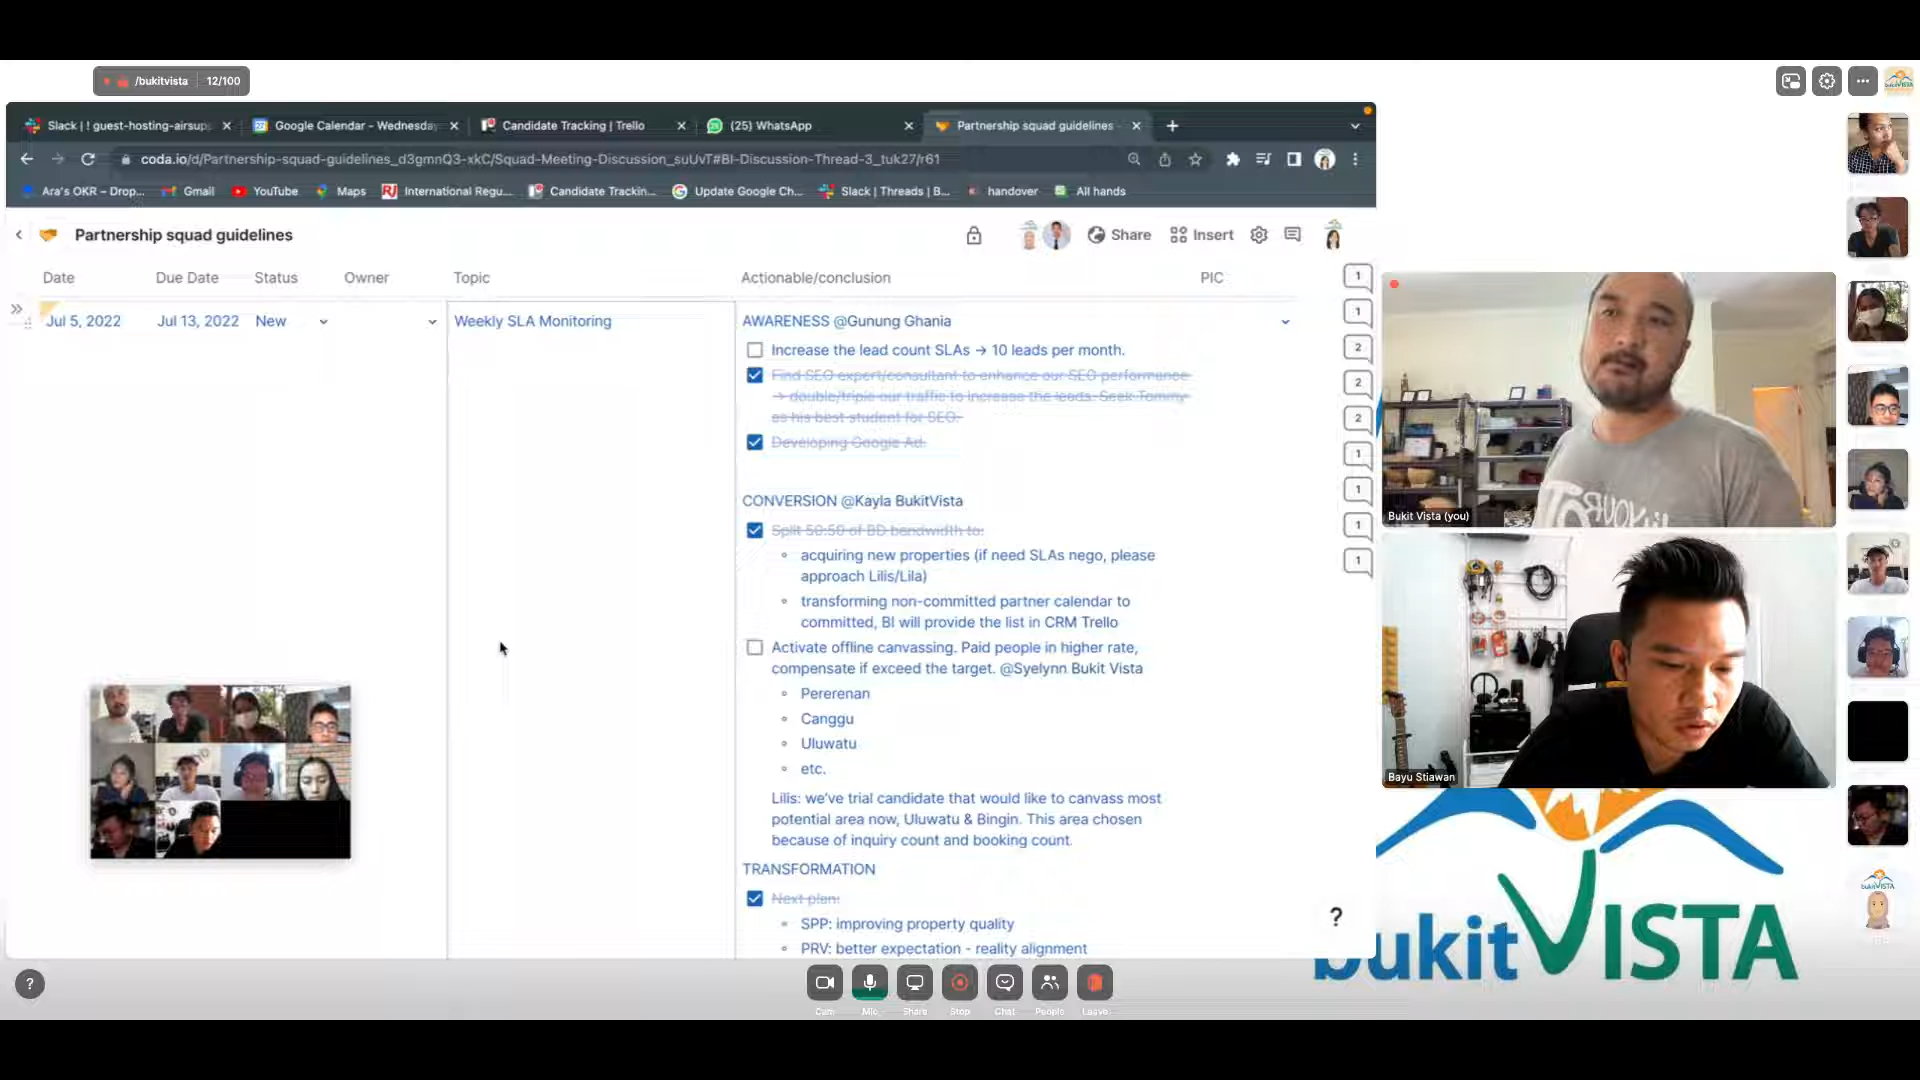 /bukitvista 12/100
Slack | ! guest-hosting-airsup
Google Calendar - Wednesday
Candidate Tracking | Trello
(25) WhatsApp
Partnership squad guidelines
coda.io/d/Partnership-squad-guidelines_d3gmnQ3-xkC/Squad-Meeting-Discussion_suUvT#BI-Discussion-Thread-3_tuk27/r61
Ara's OKR – Drop... Gmail YouTube Maps International Regu... Candidate Trackin... Update Google Ch... Slack | Threads | B... handover All hands
Partnership squad guidelines
Share Insert
Date Due Date Status Owner Topic Actionable/conclusion PIC
Jul 5, 2022 Jul 13, 2022 New Weekly SLA Monitoring
AWARENESS @Gunung Ghania
Increase the lead count SLAs → 10 leads per month.
Find SEO expert/consultant to enhance our SEO performance
→ double/triple our traffic to increase the leads. Seek Tommy
as his best student for SEO.
Developing Google Ad.
CONVERSION @Kayla BukitVista
Split 50:50 of BD bandwidth to:
acquiring new properties (if need SLAs nego, please
approach Lilis/Lila)
transforming non-committed partner calendar to
committed, BI will provide the list in CRM Trello
Activate offline canvassing. Paid people in higher rate,
compensate if exceed the target. @Syelynn Bukit Vista
Pererenan
Canggu
Uluwatu
etc.
Lilis: we've trial candidate that would like to canvass most
potential area now, Uluwatu & Bingin. This area chosen
because of inquiry count and booking count.
TRANSFORMATION
Next plan:
SPP: improving property quality
PRV: better expectation - reality alignment
1
1
2
2
2
1
1
1
1
?
Bukit Vista (you)
Bayu Stiawan
bukitVISTA
bukitVISTA
?
Cam Mic Share Stop Chat People Leave